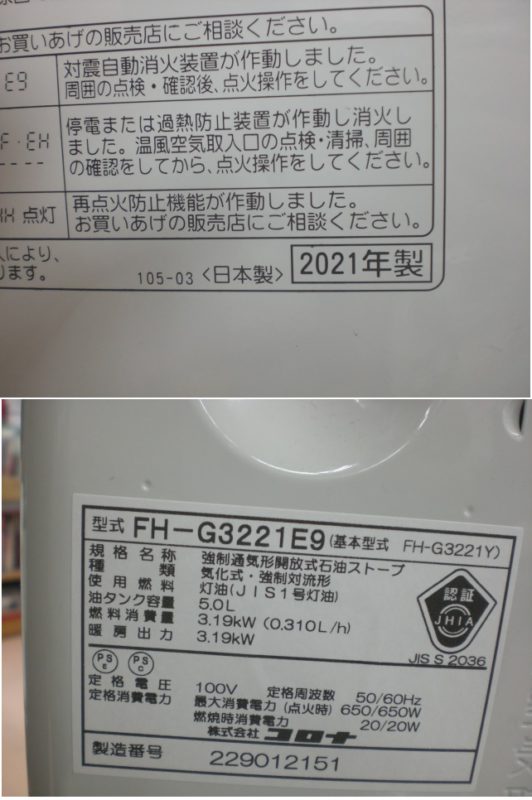 お買いあげの販売店にご相談ください。
E9 対震自動消火装置が作動しました。
周囲の点検・確認後、点火操作をしてください。
F・EH 停電または過熱防止装置が作動し消火し
ました。温風空気取入口の点検・清掃、周囲
の確認をしてから、点火操作をしてください。
点灯 再点火防止機能が作動しました。
お買いあげの販売店にご相談ください。
により、
ります。
105-03 <日本製> 2021年製
型式 FH-G3221E9 (基本型式 FH-G3221Y)
規格名称 強制通気形開放式石油ストーブ
種類 気化式・強制対流形
使用燃料 灯油(JIS1号灯油)
油タンク容量 5.0L
燃料消費量 3.19kW (0.310L/h)
暖房出力 3.19kW
認証
JHIA
JIS S 2036
PS E PS C
定格電圧 100V 定格周波数 50/60Hz
定格消費電力 最大消費電力(点火時) 650/650W
燃焼時消費電力 20/20W
株式会社 コロナ
製造番号 229012151